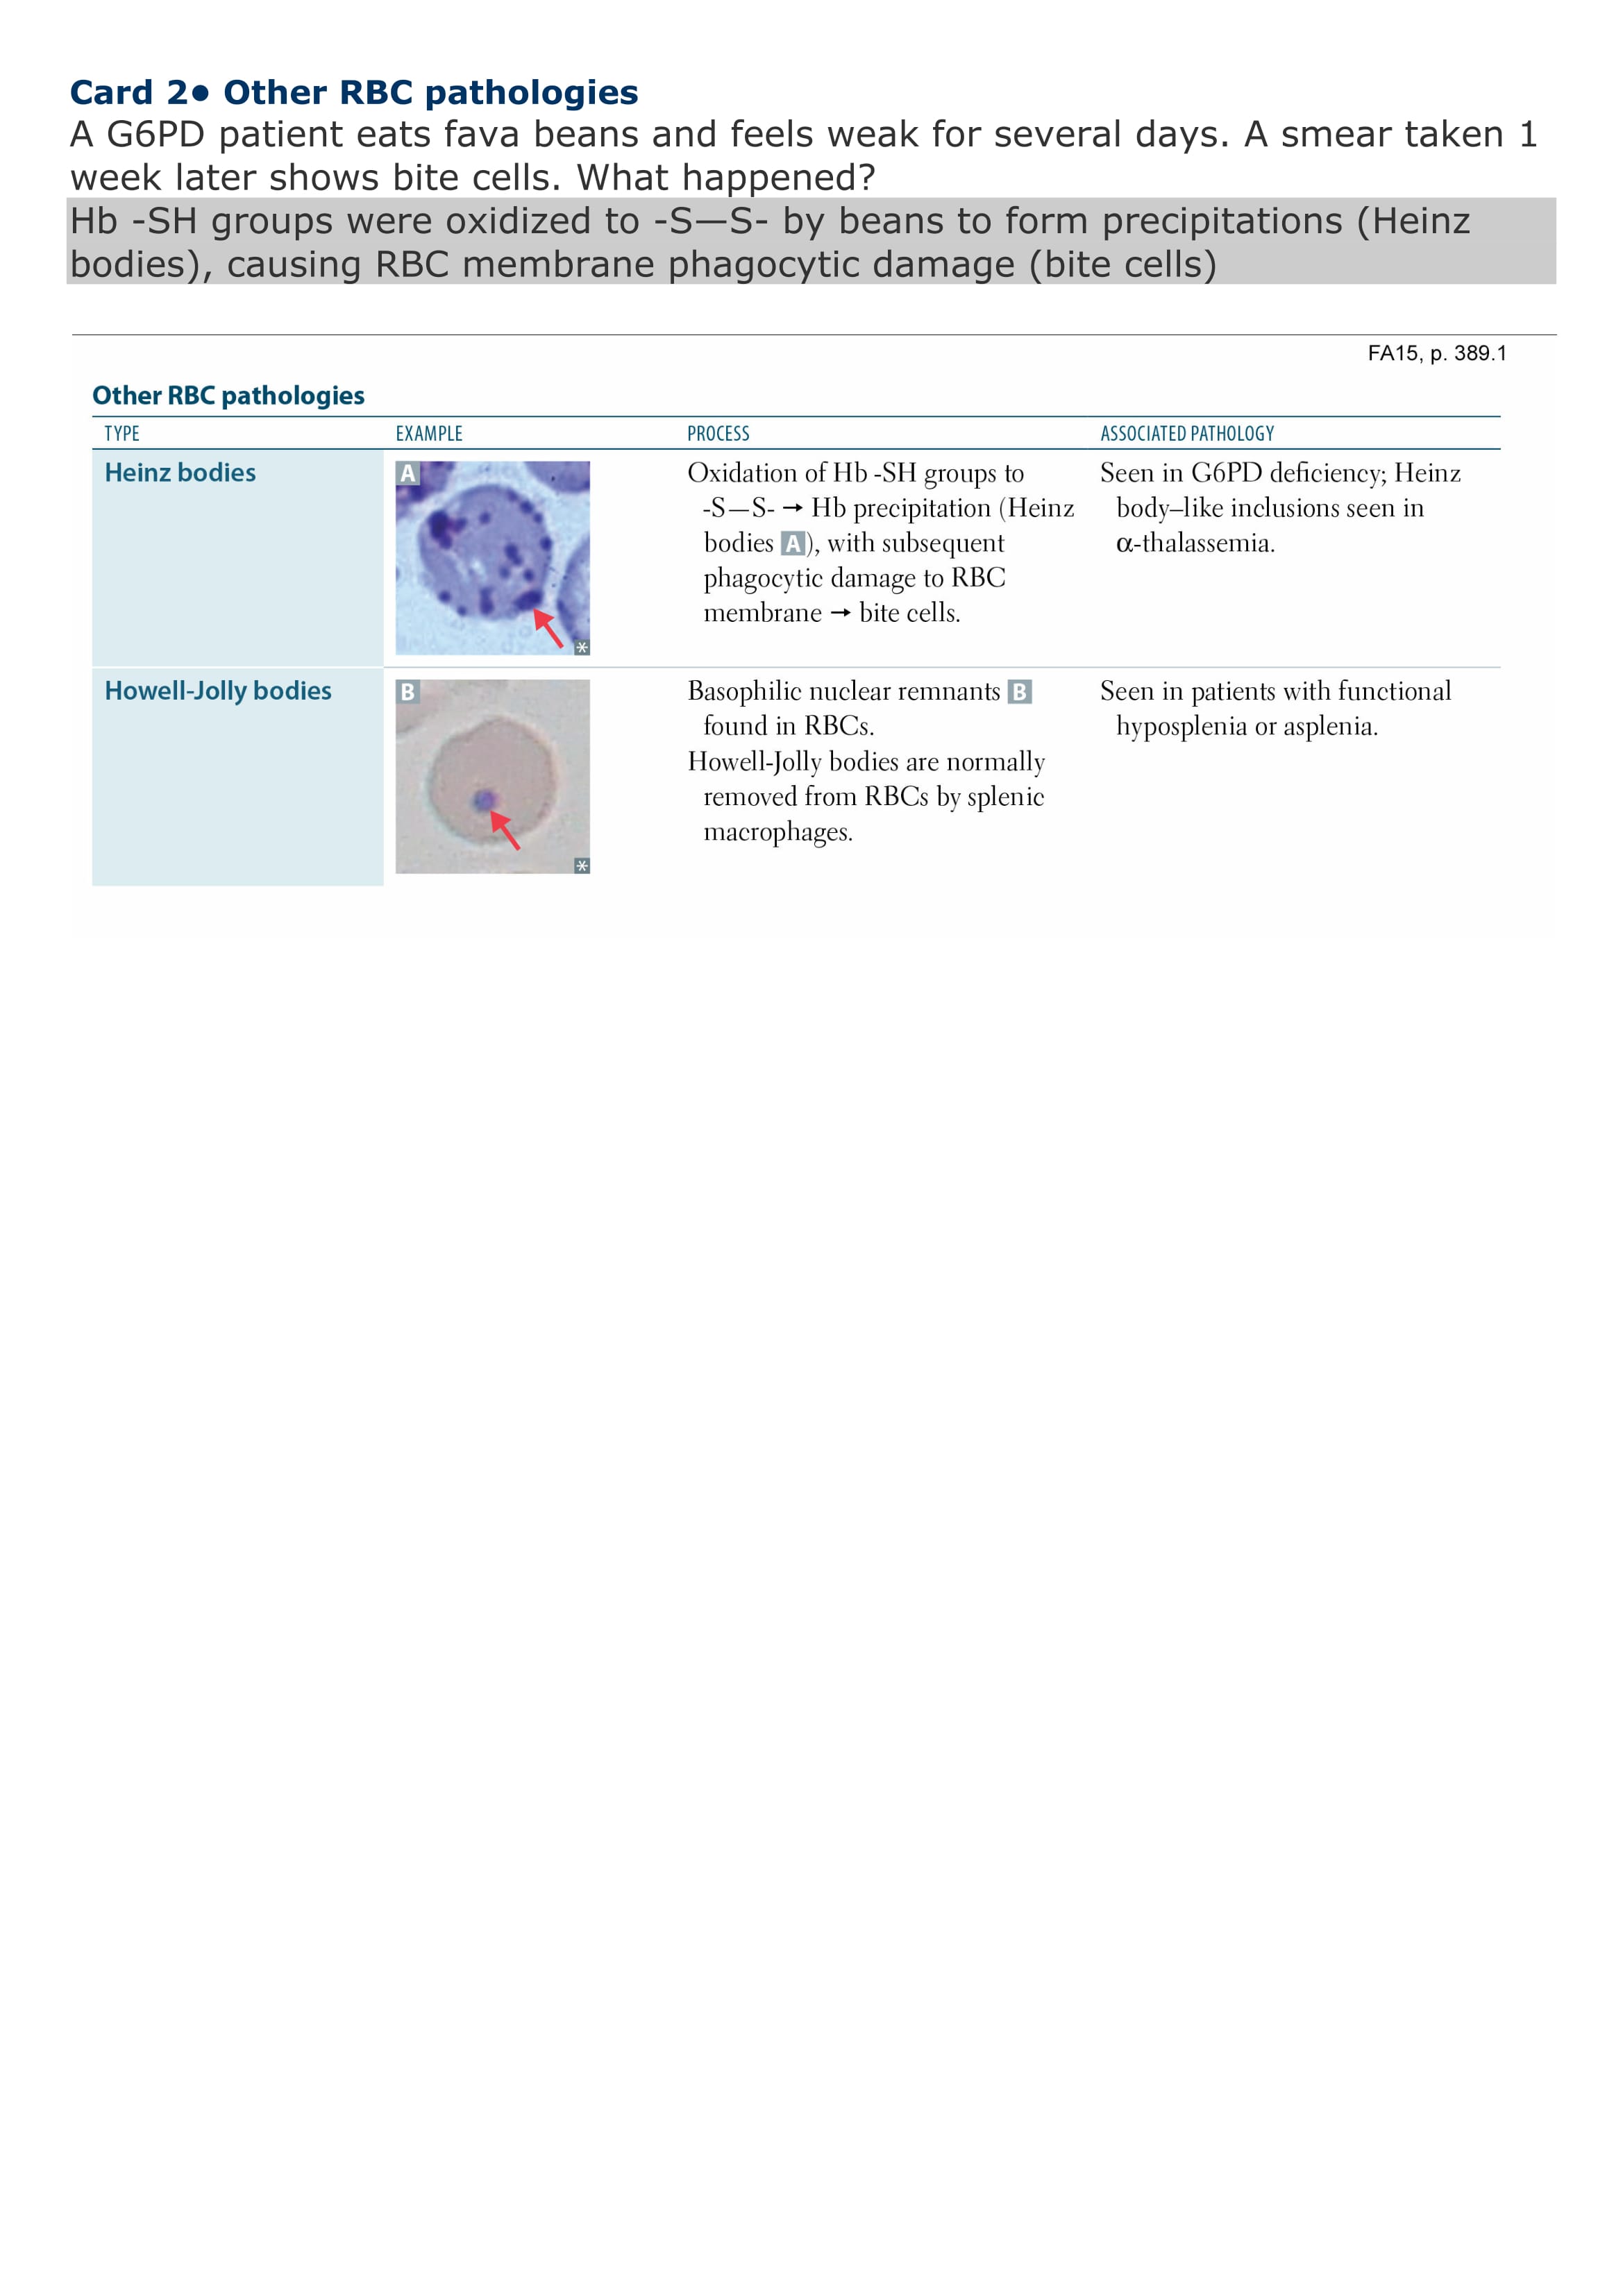 Card 2● Other RBC pathologies
A G6PD patient eats fava beans and feels weak for several days. A smear taken 1
week later shows bite cells. What happened?
Hb -SH groups were oxidized to -S—S- by beans to form precipitations (Heinz
bodies), causing RBC membrane phagocytic damage (bite cells)
FA15, p. 389.1
Other RBC pathologies
TYPE EXAMPLE PROCESS ASSOCIATED PATHOLOGY
Heinz bodies
A
*
Oxidation of Hb -SH groups to
-S—S- → Hb precipitation (Heinz
bodies A), with subsequent
phagocytic damage to RBC
membrane → bite cells.
Seen in G6PD deficiency; Heinz
body–like inclusions seen in
α-thalassemia.
Howell-Jolly bodies
B
*
Basophilic nuclear remnants B
found in RBCs.
Howell-Jolly bodies are normally
removed from RBCs by splenic
macrophages.
Seen in patients with functional
hyposplenia or asplenia.